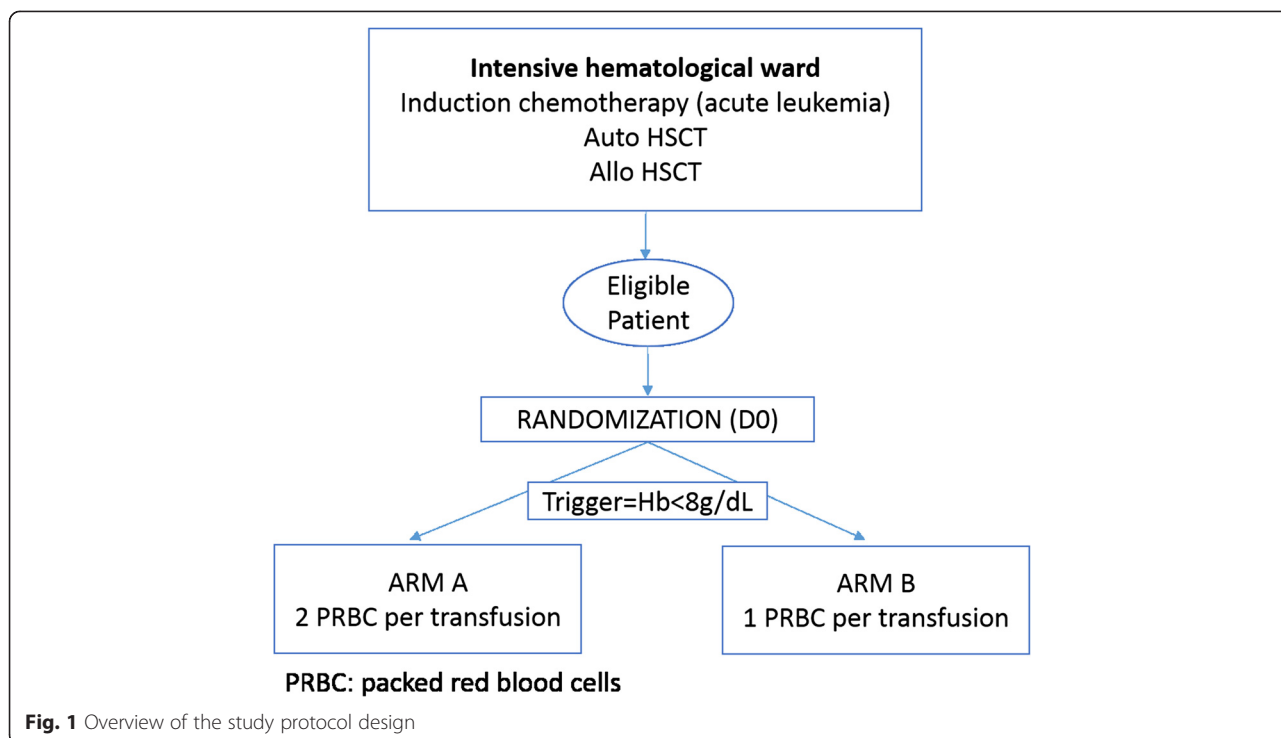 Intensive hematological ward
Induction chemotherapy (acute leukemia)
Auto HSCT
Allo HSCT
Eligible
Patient
RANDOMIZATION (D0)
Trigger=Hb<8g/dL
ARM A
2 PRBC per transfusion
ARM B
1 PRBC per transfusion
PRBC: packed red blood cells
Fig. 1 Overview of the study protocol design